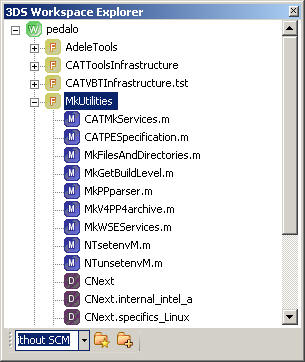 3DS Workspace Explorer
W pedalo
F AdeleTools
F CATToolsInfrastructure
F CATVBTInfrastructure.tst
F MkUtilities
M CATMkServices.m
M CATPESpecification.m
M MkFilesAndDirectories.m
M MkGetBuildLevel.m
M MkPPparser.m
M MkV4PP4archive.m
M MkWSEServices.m
M NTsetenvM.m
M NTunsetenvM.m
D CNext
D CNext.internal_intel_a
D CNext.specifics_Linux
ithout SCM